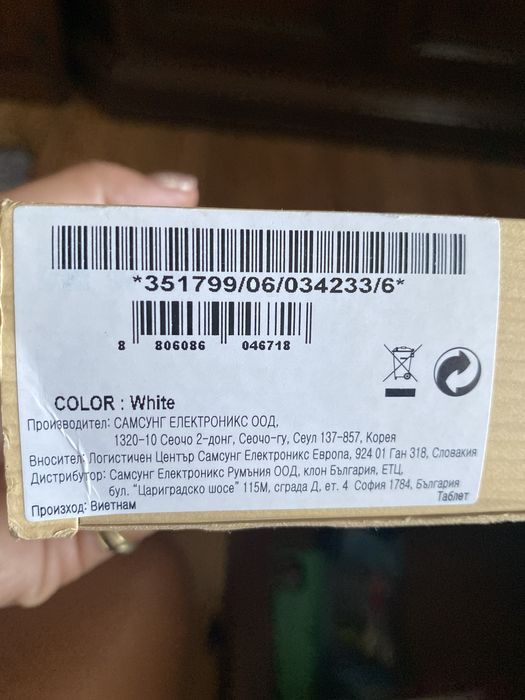 *351799/06/034233/6*
8 806086 046718
COLOR : White
Производител: САМСУНГ ЕЛЕКТРОНИКС ООД,
1320-10 Сеочо 2-донг, Сеочо-гу, Сеул 137-857, Корея
Вносител: Логистичен Център Самсунг Електроникс Европа, 924 01 Ган 318, Словакия
Дистрибутор: Самсунг Електроникс Румъния ООД, клон България, ЕТЦ,
бул. "Цариградско шосе" 115М, сграда Д, ет. 4 София 1784, България
Таблет
Произход: Виетнам